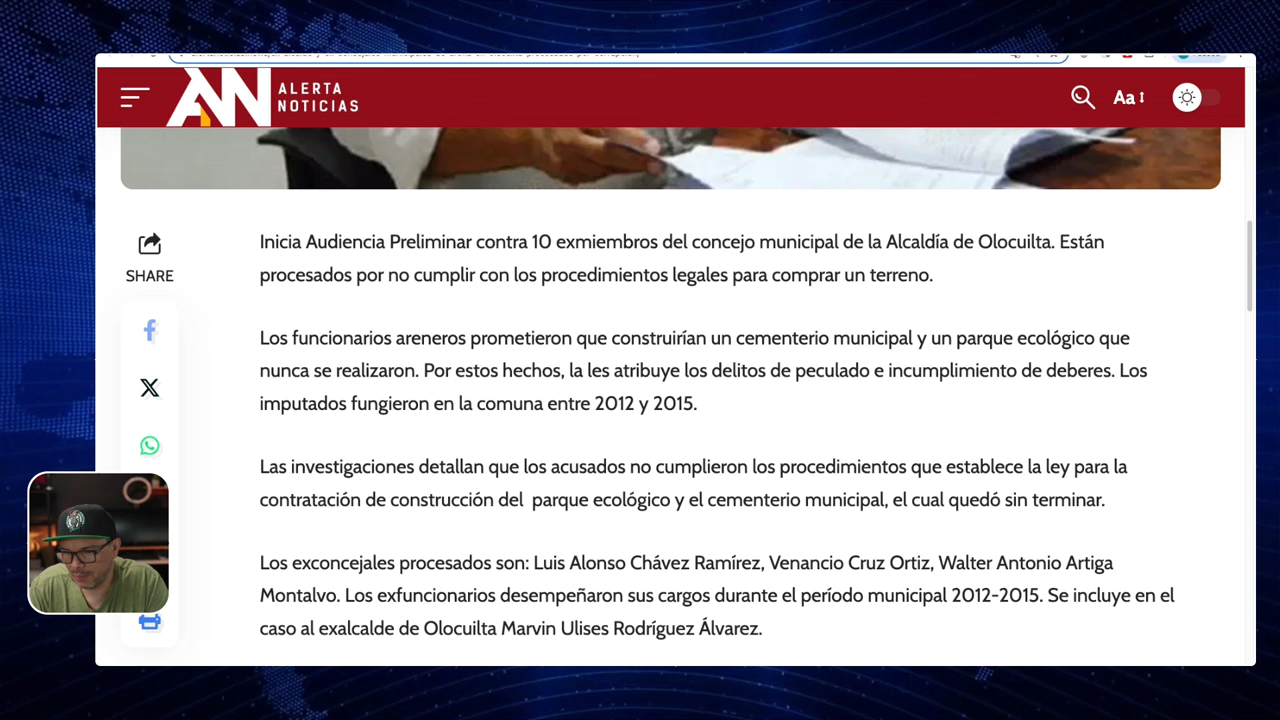 ALERTA
NOTICIAS
Aa
Inicia Audiencia Preliminar contra 10 exmiembros del concejo municipal de la Alcaldía de Olocuilta. Están
procesados por no cumplir con los procedimientos legales para comprar un terreno.
SHARE
Los funcionarios areneros prometieron que construirían un cementerio municipal y un parque ecológico que
nunca se realizaron. Por estos hechos, la les atribuye los delitos de peculado e incumplimiento de deberes. Los
imputados fungieron en la comuna entre 2012 y 2015.
Las investigaciones detallan que los acusados no cumplieron los procedimientos que establece la ley para la
contratación de construcción del  parque ecológico y el cementerio municipal, el cual quedó sin terminar.
Los exconcejales procesados son: Luis Alonso Chávez Ramírez, Venancio Cruz Ortiz, Walter Antonio Artiga
Montalvo. Los exfuncionarios desempeñaron sus cargos durante el período municipal 2012-2015. Se incluye en el
caso al exalcalde de Olocuilta Marvin Ulises Rodríguez Álvarez.